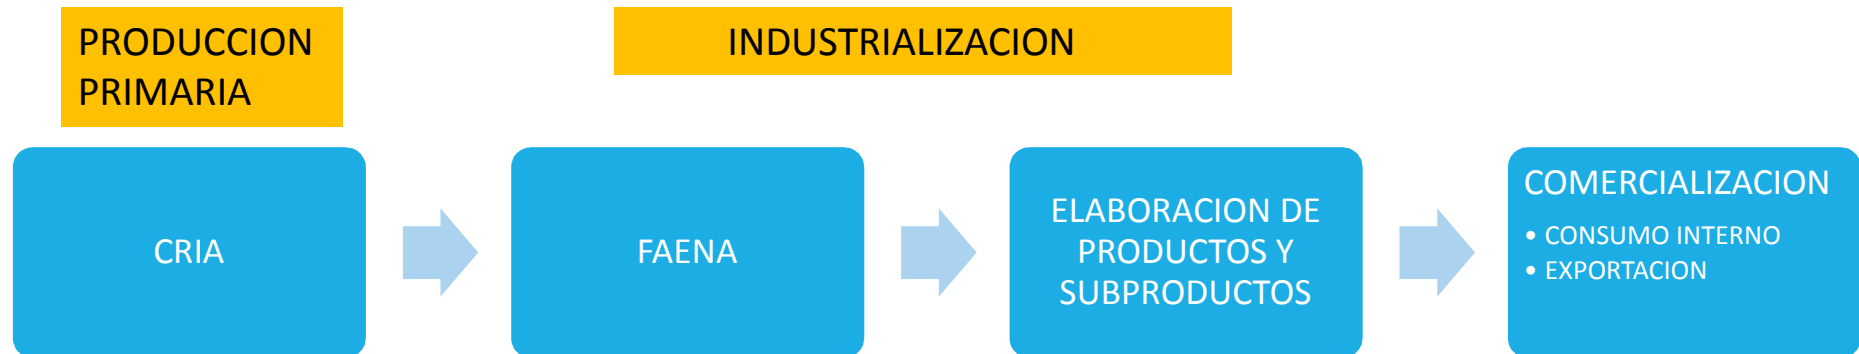 PRODUCCION
PRIMARIA
INDUSTRIALIZACION
CRIA
FAENA
ELABORACION DE
PRODUCTOS Y
SUBPRODUCTOS
COMERCIALIZACION
• CONSUMO INTERNO
• EXPORTACION